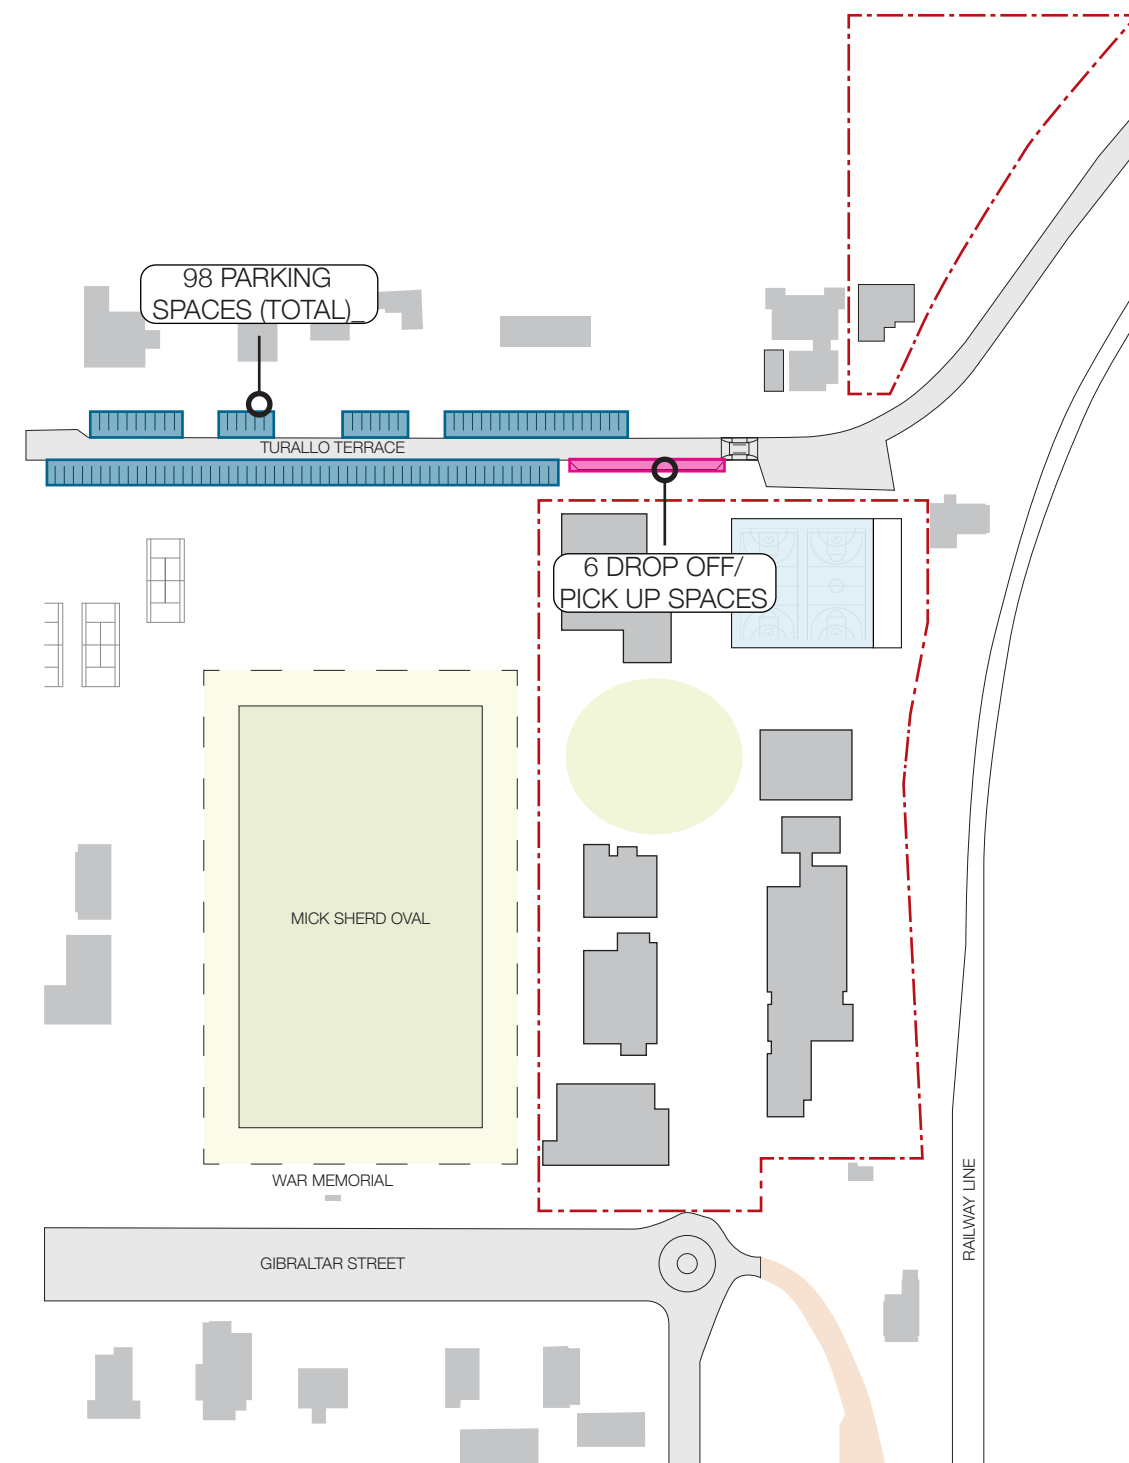 98 PARKING
SPACES (TOTAL)_
TURALLO TERRACE
6 DROP OFF/
PICK UP SPACES
MICK SHERD OVAL
WAR MEMORIAL
RAILWAY LINE
GIBRALTAR STREET